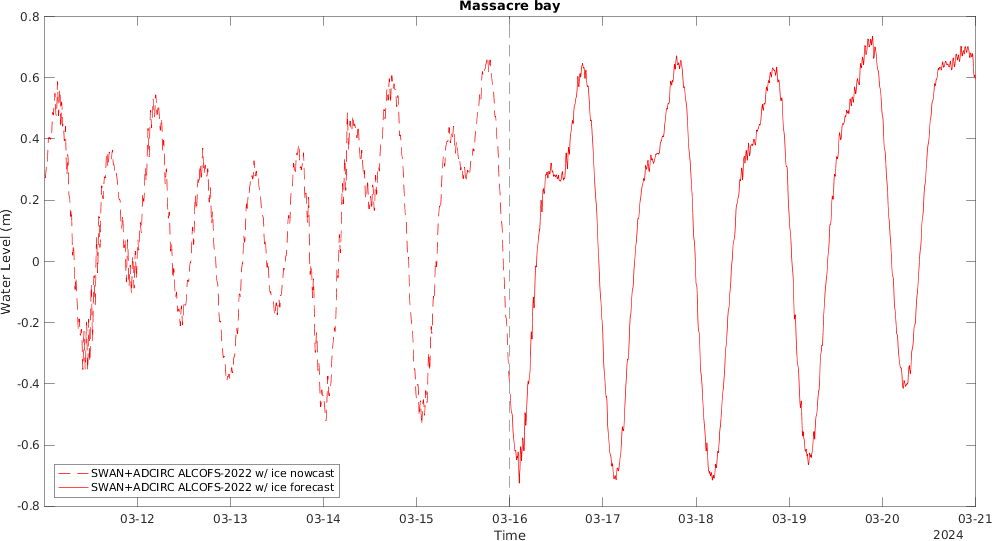 Massacre bay
0.8
0.6
0.4
0.2
0
-0.2
-0.4
-0.6
-0.8
Water Level (m)
SWAN+ADCIRC ALCOFS-2022 w/ ice nowcast
SWAN+ADCIRC ALCOFS-2022 w/ ice forecast
03-12 03-13 03-14 03-15 03-16 03-17 03-18 03-19 03-20 03-21
Time
2024